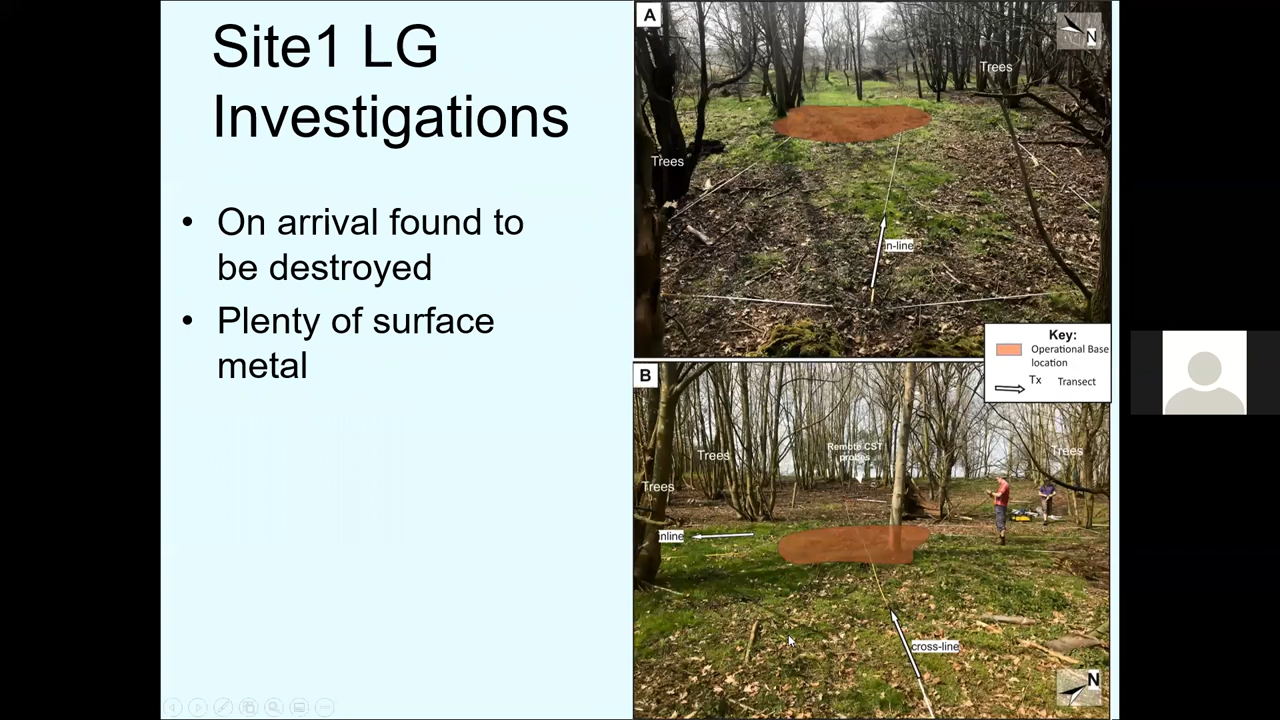 Site1 LG
Investigations
• On arrival found to
be destroyed
• Plenty of surface
metal
A
N
Trees
Trees
in-line
Key:
Operational Base
location
Tx Transect
B
Remote CST
probes
Trees
Trees
Trees
inline
cross-line
N